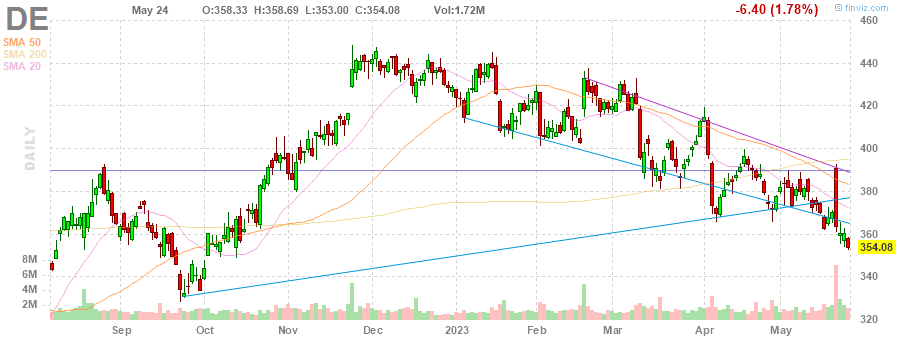 DE May 24 O:358.33 H:358.69 L:353.00 C:354.08 Vol:1.72M -6.40 (1.78%) © finviz.com
SMA 50
SMA 200
SMA 20
DAILY
460
440
420
400
380
360
354.08
340
320
8M
6M
4M
2M
Sep Oct Nov Dec 2023 Feb Mar Apr May